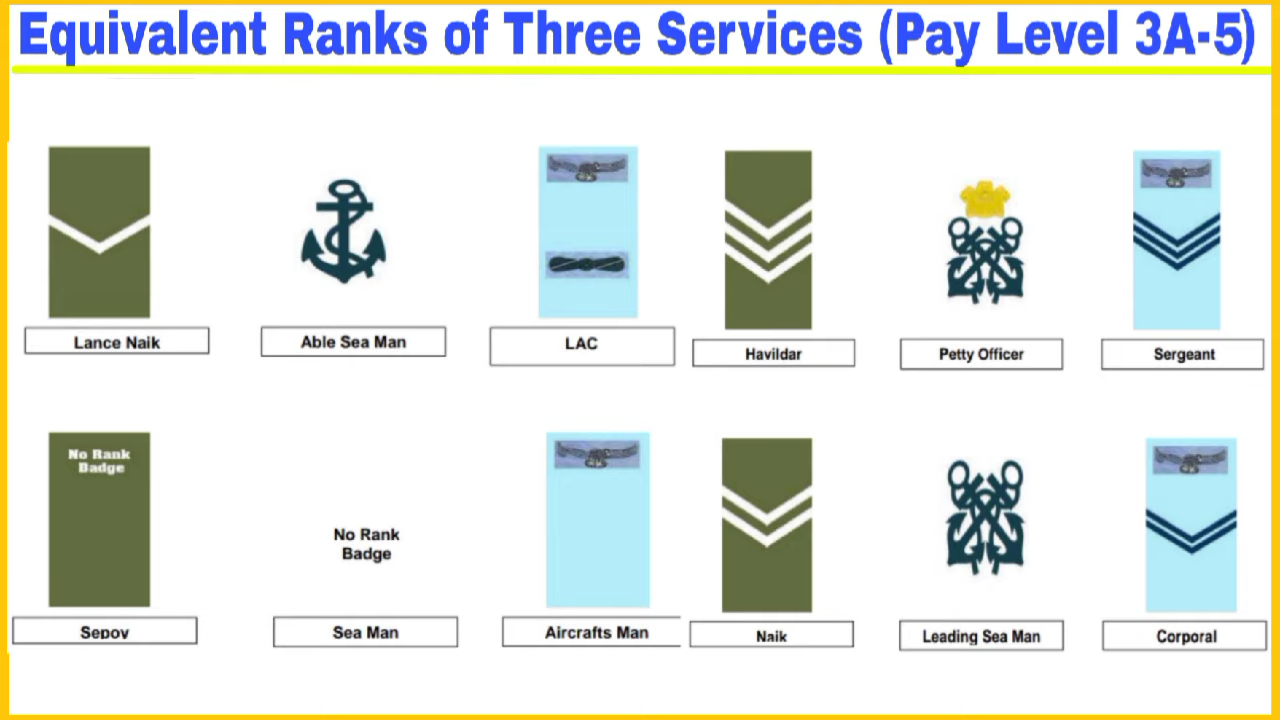 Equivalent Ranks of Three Services (Pay Level 3A-5)
Lance Naik
Able Sea Man
LAC
Havildar
Petty Officer
Sergeant
No Rank
Badge
No Rank
Badge
Sepoy
Sea Man
Aircrafts Man
Naik
Leading Sea Man
Corporal